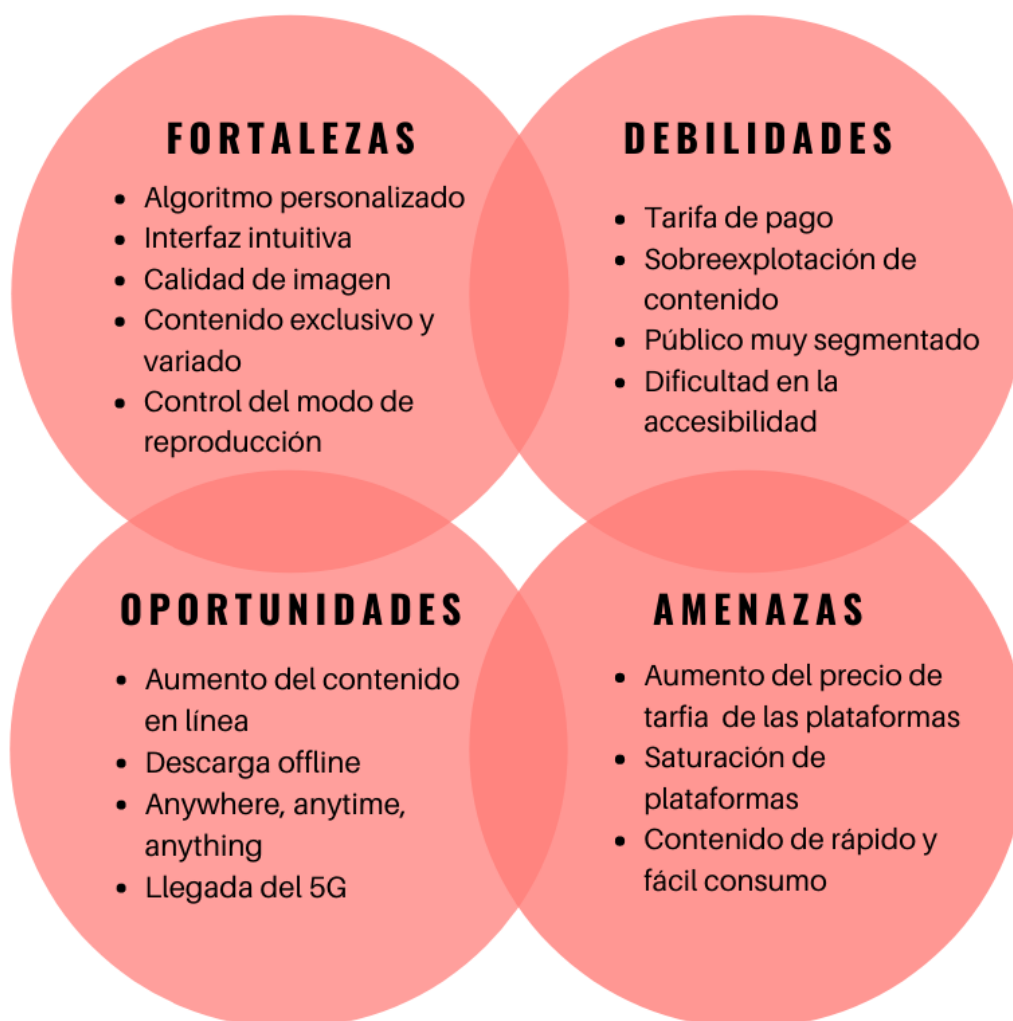 FORTALEZAS
• Algoritmo personalizado
• Interfaz intuitiva
• Calidad de imagen
• Contenido exclusivo y
variado
• Control del modo de
reproducción
DEBILIDADES
• Tarifa de pago
• Sobreexplotación de
contenido
• Público muy segmentado
• Dificultad en la
accesibilidad
OPORTUNIDADES
• Aumento del contenido
en línea
• Descarga offline
• Anywhere, anytime,
anything
• Llegada del 5G
AMENAZAS
• Aumento del precio de
tarfia de las plataformas
• Saturación de
plataformas
• Contenido de rápido y
fácil consumo